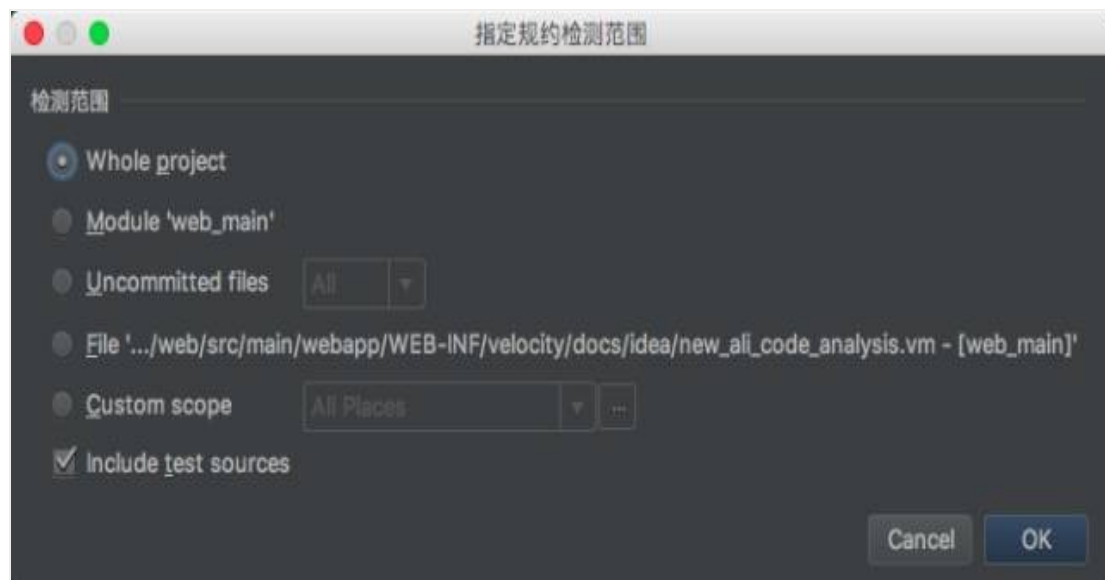 指定规约检测范围
检测范围
Whole project
Module 'web_main'
Uncommitted files All
File '.../web/src/main/webapp/WEB-INF/velocity/docs/idea/new_ali_code_analysis.vm - [web_main]'
Custom scope All Places ...
Include test sources
Cancel OK